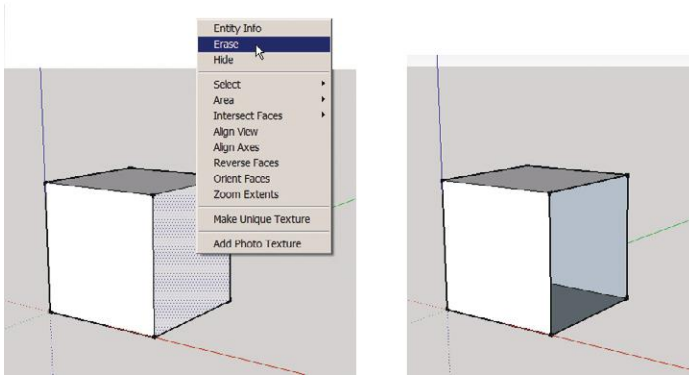 Entity Info
Erase
Hide
Select
Area
Intersect Faces
Align View
Align Axes
Reverse Faces
Orient Faces
Zoom Extents
Make Unique Texture
Add Photo Texture